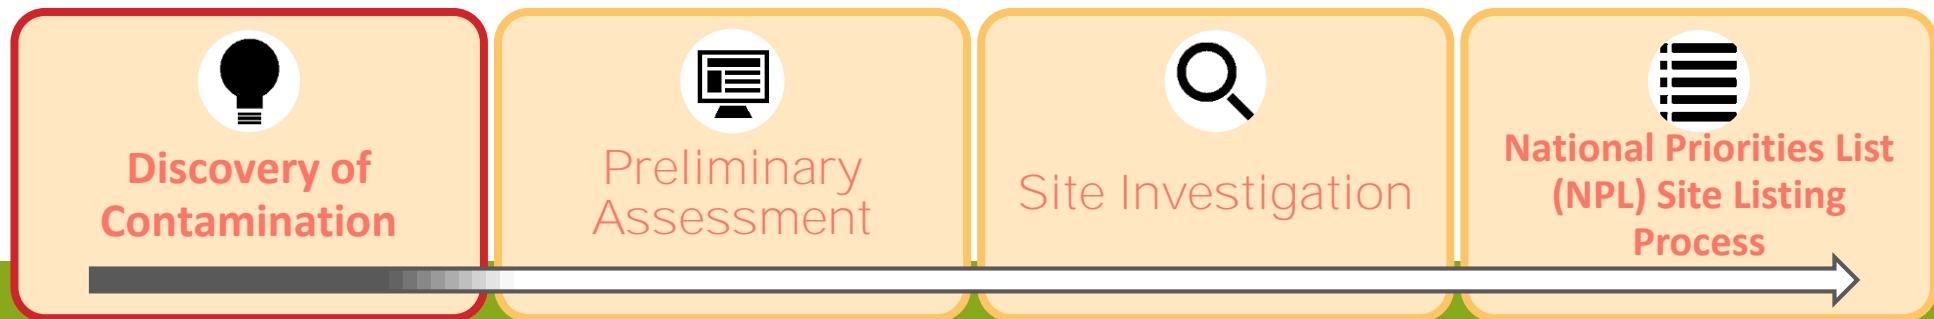 Discovery of
Contamination
Preliminary
Assessment
Site Investigation
National Priorities List
(NPL) Site Listing
Process